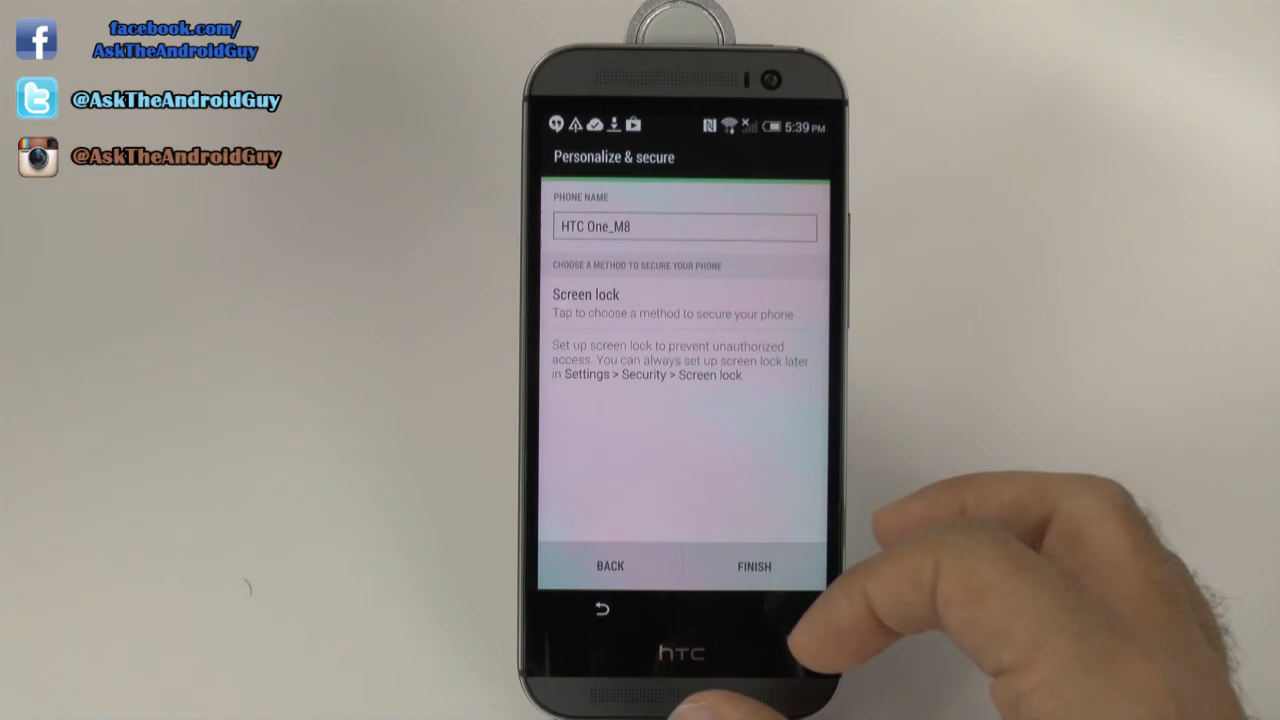 facebook.com/
AskTheAndroidGuy
@AskTheAndroidGuy
@AskTheAndroidGuy
5:39 PM
Personalize & secure
PHONE NAME
HTC One_M8
CHOOSE A METHOD TO SECURE YOUR PHONE
Screen lock
Tap to choose a method to secure your phone
Set up screen lock to prevent unauthorized
access. You can always set up screen lock later
in Settings > Security > Screen lock
BACK FINISH
hTC